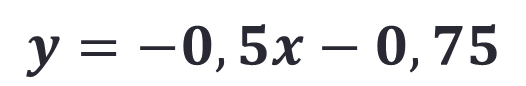 y = −0, 5x − 0, 75